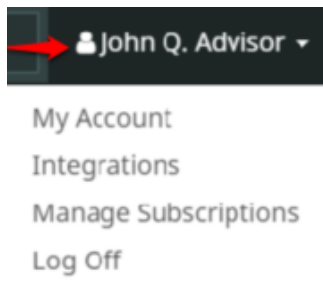 John Q. Advisor
My Account
Integrations
Manage Subscriptions
Log Off